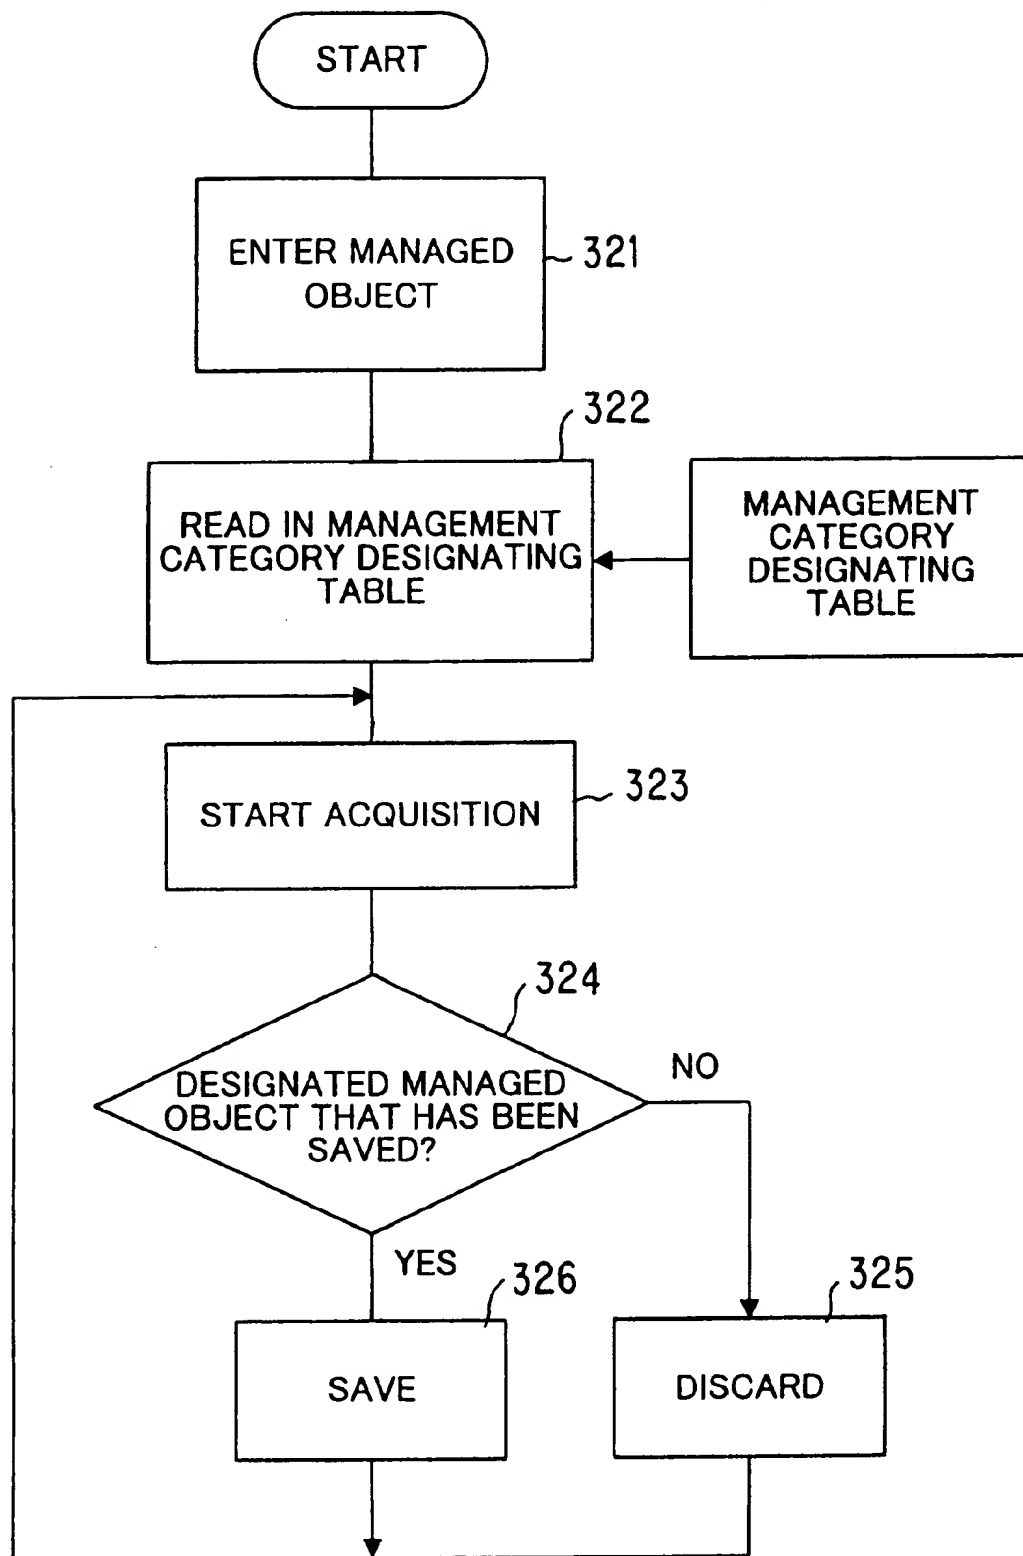 START
ENTER MANAGED
OBJECT
321
322
READ IN MANAGEMENT
CATEGORY DESIGNATING
TABLE
MANAGEMENT
CATEGORY
DESIGNATING
TABLE
START ACQUISITION
323
324
DESIGNATED MANAGED
OBJECT THAT HAS BEEN
SAVED?
NO
YES
326
325
SAVE
DISCARD